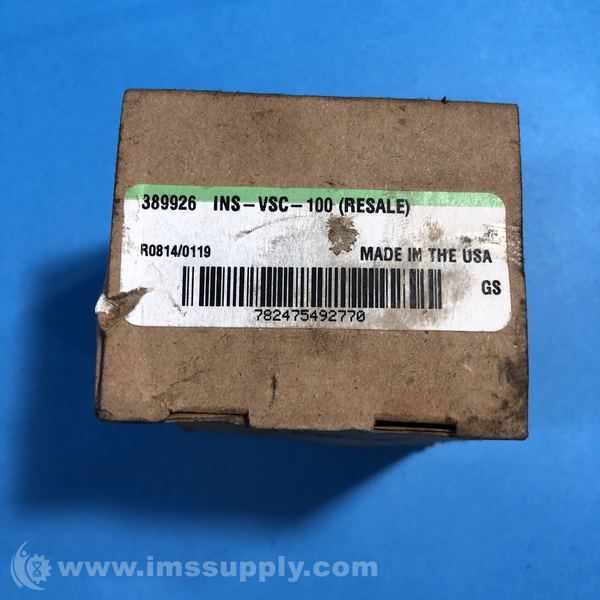 389926 INS-VSC-100 (RESALE)
R0814/0119 MADE IN THE USA
GS
782475492770
www.imssupply.com